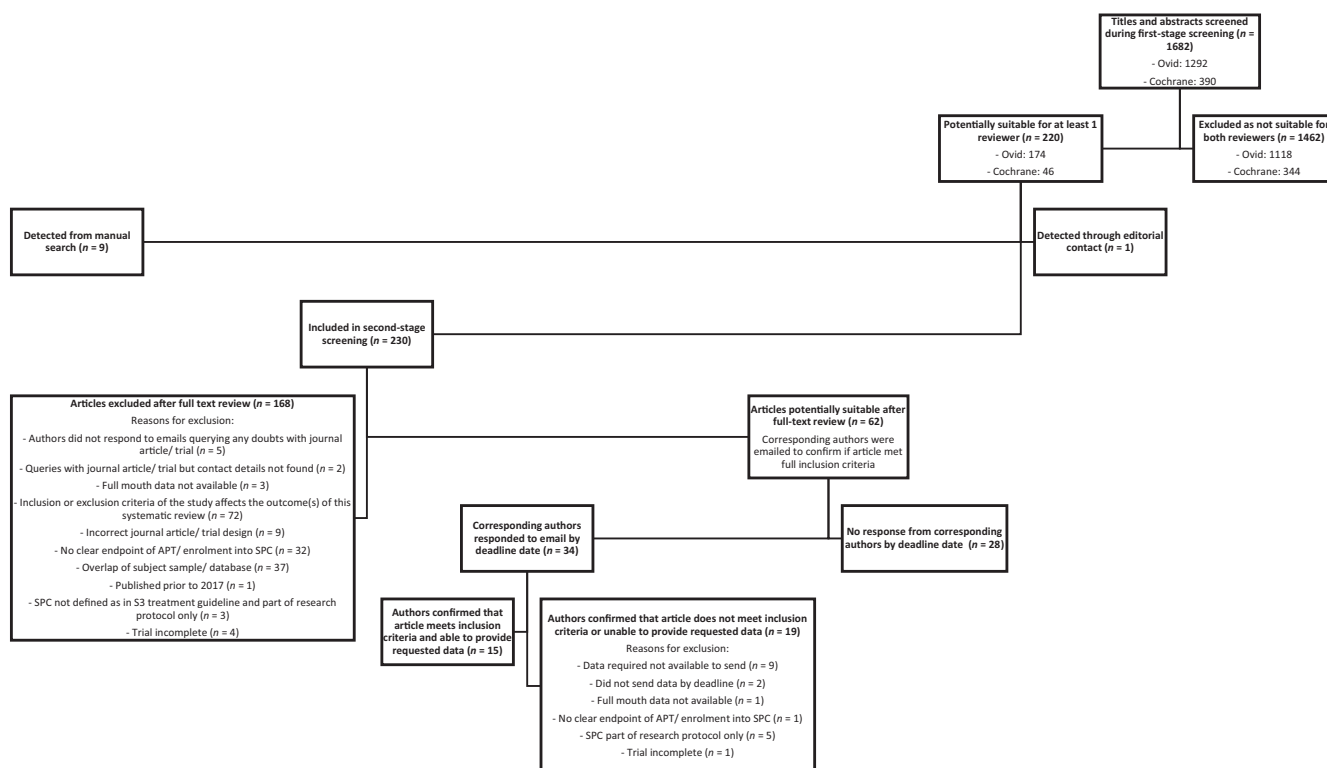 Titles and abstracts screened
during first-stage screening (n =
1682)
- Ovid: 1292
- Cochrane: 390
Potentially suitable for at least 1
reviewer (n = 220)
- Ovid: 174
- Cochrane: 46
Excluded as not suitable for
both reviewers (n = 1462)
- Ovid: 1118
- Cochrane: 344
Detected from manual
search (n = 9)
Detected through editorial
contact (n = 1)
Included in second-stage
screening (n = 230)
Articles excluded after full text review (n = 168)
Reasons for exclusion:
- Authors did not respond to emails querying any doubts with journal
article/ trial (n = 5)
- Queries with journal article/ trial but contact details not found (n = 2)
- Full mouth data not available (n = 3)
- Inclusion or exclusion criteria of the study affects the outcome(s) of this
systematic review (n = 72)
- Incorrect journal article/ trial design (n = 9)
- No clear endpoint of APT/ enrolment into SPC (n = 32)
- Overlap of subject sample/ database (n = 37)
- Published prior to 2017 (n = 1)
- SPC not defined as in S3 treatment guideline and part of research
protocol only (n = 3)
- Trial incomplete (n = 4)
Articles potentially suitable after
full-text review (n = 62)
Corresponding authors were
emailed to confirm if article met
full inclusion criteria
Corresponding authors
responded to email by
deadline date (n = 34)
No response from corresponding
authors by deadline date (n = 28)
Authors confirmed that
article meets inclusion
criteria and able to provide
requested data (n = 15)
Authors confirmed that article does not meet inclusion
criteria or unable to provide requested data (n = 19)
Reasons for exclusion:
- Data required not available to send (n = 9)
- Did not send data by deadline (n = 2)
- Full mouth data not available (n = 1)
- No clear endpoint of APT/ enrolment into SPC (n = 1)
- SPC part of research protocol only (n = 5)
- Trial incomplete (n = 1)